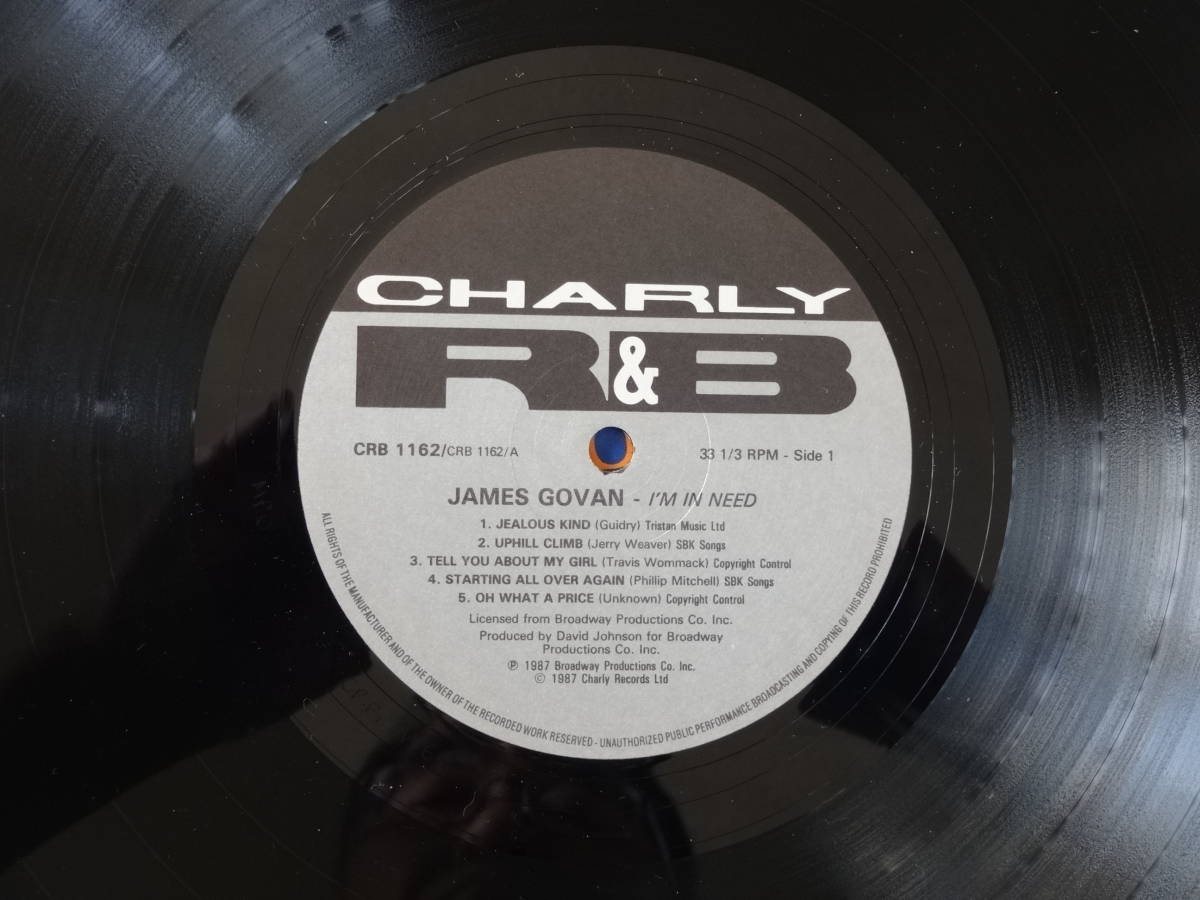 CHARLY
R&B
CRB 1162/CRB 1162/A
33 1/3 RPM - Side 1
JAMES GOVAN - I'M IN NEED
1. JEALOUS KIND (Guidry) Tristan Music Ltd
2. UPHILL CLIMB (Jerry Weaver) SBK Songs
3. TELL YOU ABOUT MY GIRL (Travis Wommack) Copyright Control
4. STARTING ALL OVER AGAIN (Phillip Mitchell) SBK Songs
5. OH WHAT A PRICE (Unknown) Copyright Control
Licensed from Broadway Productions Co. Inc.
Produced by David Johnson for Broadway
Productions Co. Inc.
℗ 1987 Broadway Productions Co. Inc.
© 1987 Charly Records Ltd
ALL RIGHTS OF THE MANUFACTURER AND OF THE OWNER OF THE RECORDED WORK RESERVED - UNAUTHORIZED PUBLIC PERFORMANCE BROADCASTING AND COPYING OF THIS RECORD PROHIBITED